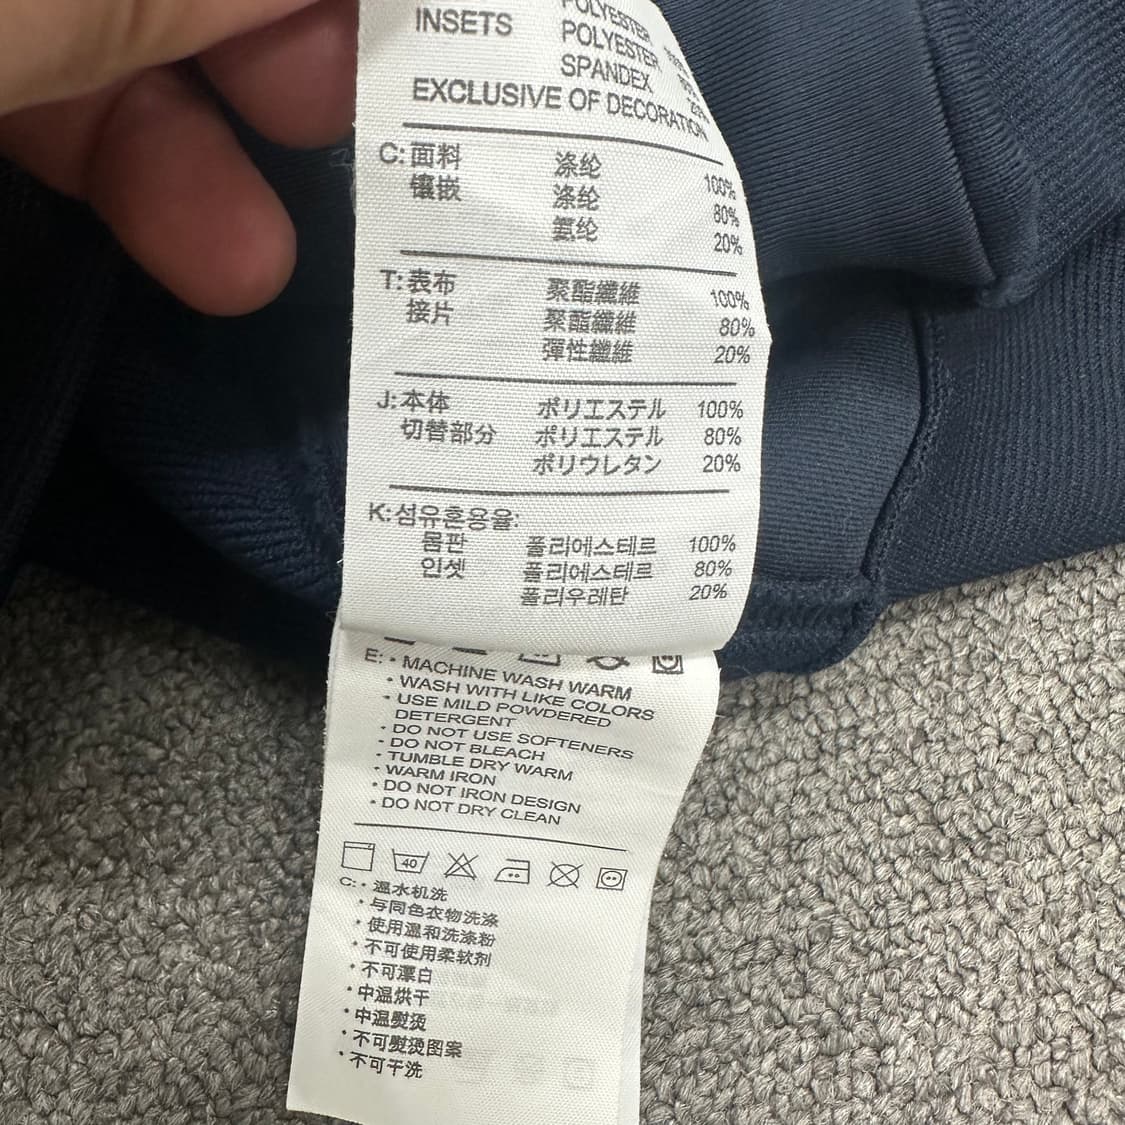 POLYESTER
INSETS POLYESTER
SPANDEX
EXCLUSIVE OF DECORATION
C: 面料 涤纶 100%
镶嵌 涤纶 80%
氨纶 20%
T: 表布 聚酯纖維 100%
接片 聚酯纖維 80%
彈性纖維 20%
J: 本体 ポリエステル 100%
切替部分 ポリエステル 80%
ポリウレタン 20%
K: 섬유혼용율:
몸판 폴리에스테르 100%
인셋 폴리에스테르 80%
폴리우레탄 20%
E: • MACHINE WASH WARM
• WASH WITH LIKE COLORS
• USE MILD POWDERED
DETERGENT
• DO NOT USE SOFTENERS
• DO NOT BLEACH
• TUMBLE DRY WARM
• WARM IRON
• DO NOT IRON DESIGN
• DO NOT DRY CLEAN
40
C: • 温水机洗
• 与同色衣物洗涤
• 使用温和洗涤粉
• 不可使用柔软剂
• 不可漂白
• 中温烘干
• 中温熨烫
• 不可熨烫图案
• 不可干洗